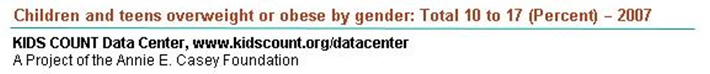 Children and teens overweight or obese by gender: Total 10 to 17 (Percent) – 2007
KIDS COUNT Data Center, www.kidscount.org/datacenter
A Project of the Annie E. Casey Foundation